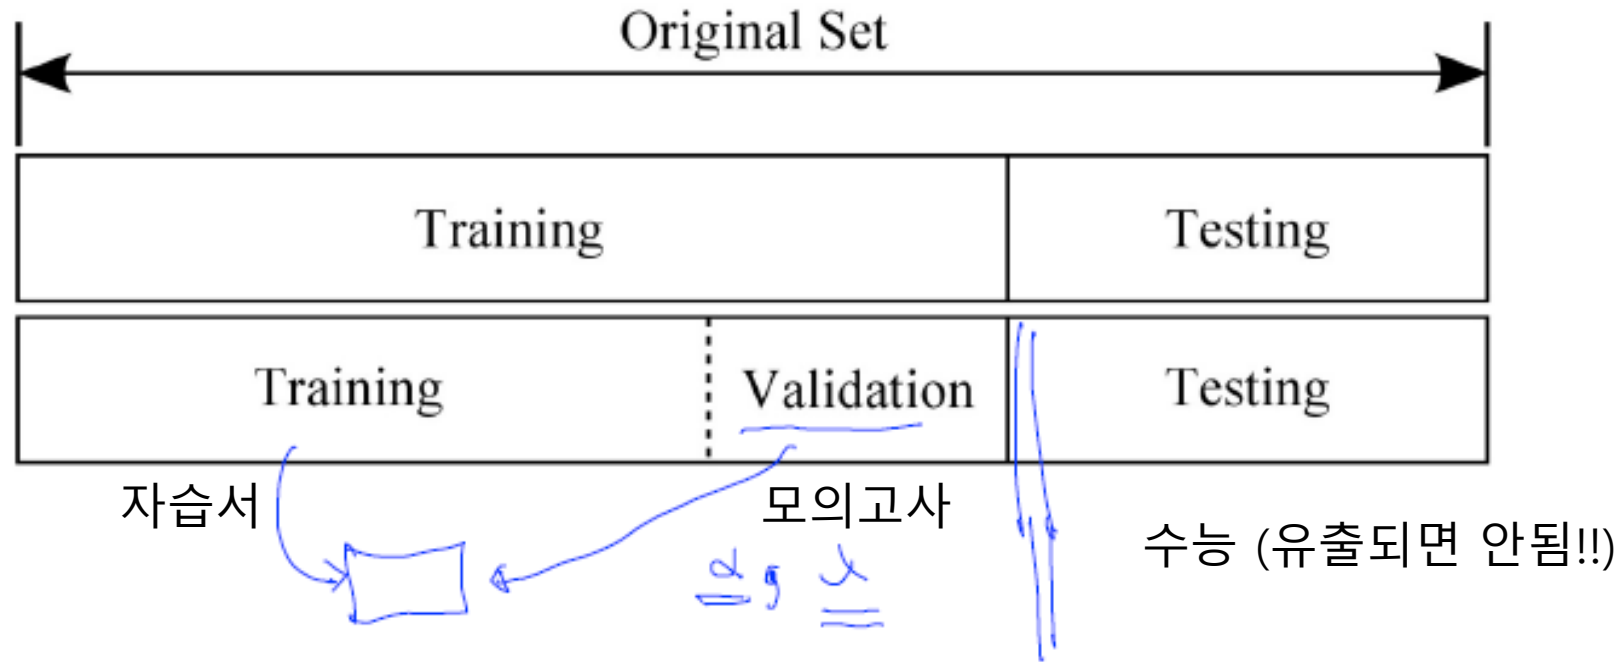 Original Set
Training Testing
Training Validation Testing
자습서 모의고사 수능 (유출되면 안됨!!)
α, λ